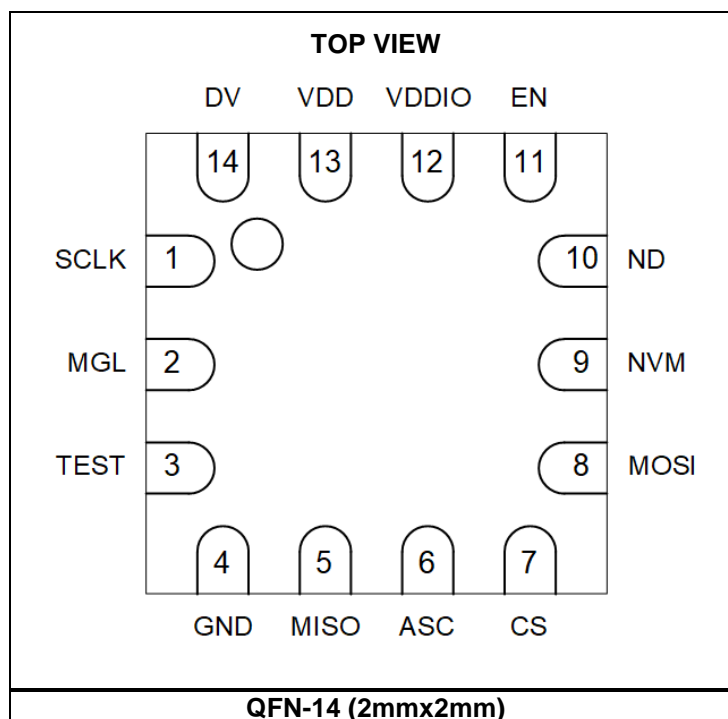 TOP VIEW
DV VDD VDDIO EN
14 13 12 11
SCLK 1 10 ND
MGL 2 9 NVM
TEST 3 8 MOSI
4 5 6 7
GND MISO ASC CS
QFN-14 (2mmx2mm)